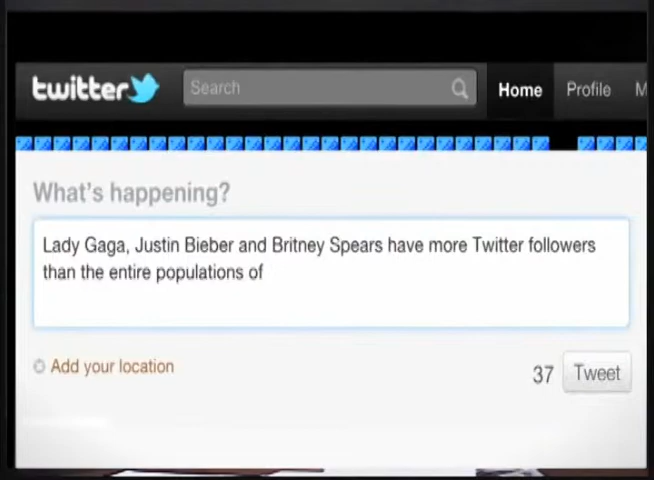 twitter Search Home Profile M
What's happening?
Lady Gaga, Justin Bieber and Britney Spears have more Twitter followers
than the entire populations of
Add your location
37 Tweet